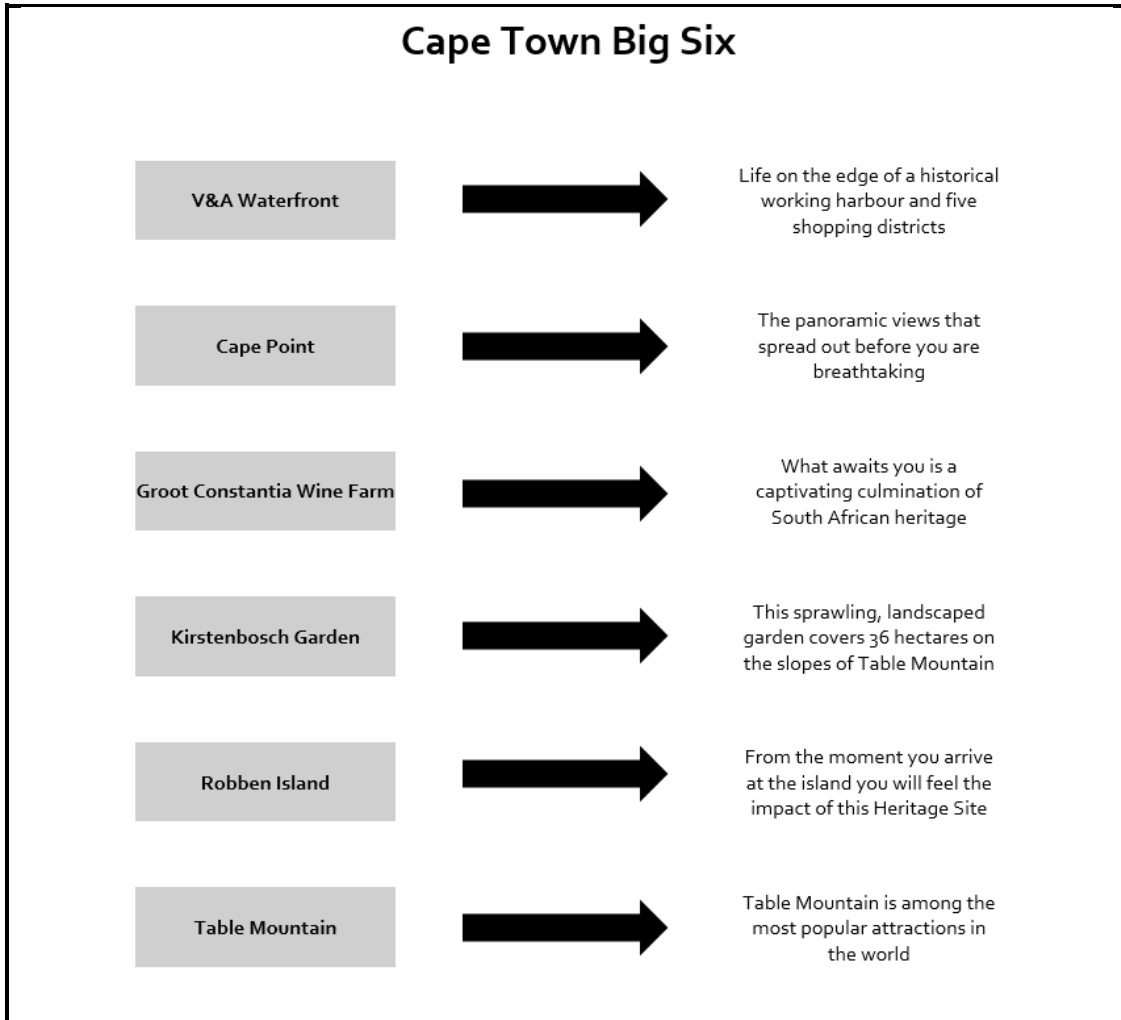 Cape Town Big Six
V&A Waterfront
Life on the edge of a historical
working harbour and five
shopping districts
Cape Point
The panoramic views that
spread out before you are
breathtaking
Groot Constantia Wine Farm
What awaits you is a
captivating culmination of
South African heritage
Kirstenbosch Garden
This sprawling, landscaped
garden covers 36 hectares on
the slopes of Table Mountain
Robben Island
From the moment you arrive
at the island you will feel the
impact of this Heritage Site
Table Mountain
Table Mountain is among the
most popular attractions in
the world